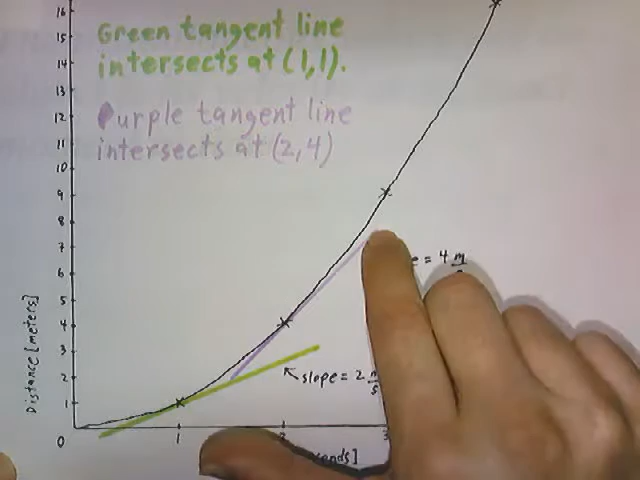 Green tangent line
intersects at (1,1).
Purple tangent line
intersects at (2,4)
16
15
14
13
12
11
10
9
8
7
6
5
4
3
2
1
0
Distance [meters]
= 4 m
slope = 2 m/s
1 2 3